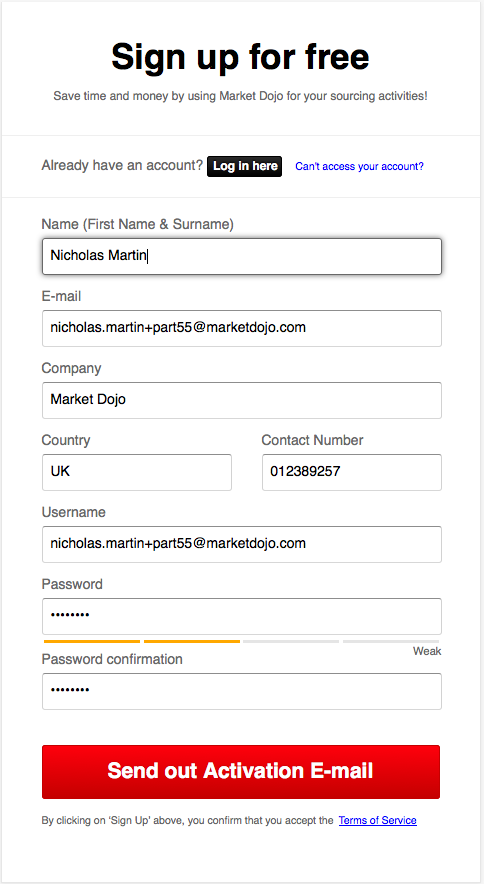 Sign up for free
Save time and money by using Market Dojo for your sourcing activities!
Already have an account? Log in here Can't access your account?
Name (First Name & Surname)
Nicholas Martin
E-mail
nicholas.martin+part55@marketdojo.com
Company
Market Dojo
Country Contact Number
UK 012389257
Username
nicholas.martin+part55@marketdojo.com
Password
••••••••
Weak
Password confirmation
••••••••
Send out Activation E-mail
By clicking on 'Sign Up' above, you confirm that you accept the Terms of Service